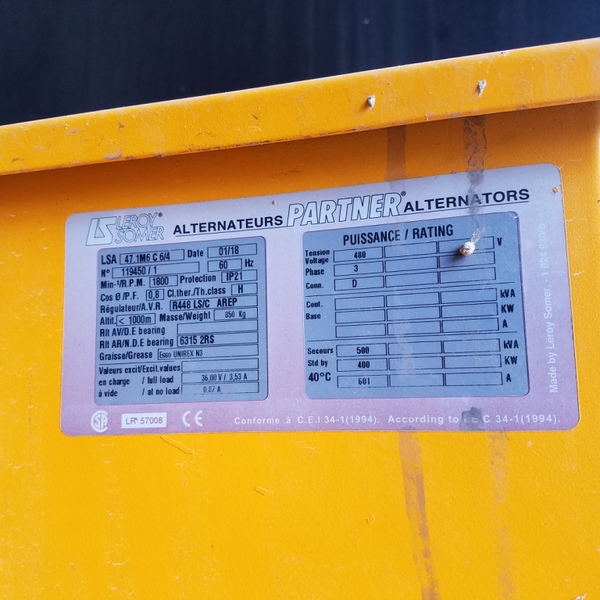 LS LEROY® SOMER ALTERNATEURS PARTNER® ALTERNATORS
LSA 47.1M6 C 6/4 Date 01/18
N° 119450 / 1 60 Hz
Min-¹/R.P.M. 1800 Protection IP21
Cos Ø /P.F. 0,8 Cl.ther./Th.class H
Régulateur/A.V.R. R448 LS/C AREP
Altit. < 1000m Masse/Weight 850 Kg
Rlt AV/D.E bearing
Rlt AR/N.D.E bearing 6315 2RS
Graisse/Grease Esso UNIREX N3
Valeurs excit/Excit.values
en charge / full load 36,00 V / 3,53 A
à vide / at no load 0,87 A
PUISSANCE / RATING
Tension Voltage 480 V
Phase 3
Conn. D
Cont. kVA
Base KW
A
Secours 500 kVA
Std by 400 KW
40°C 601 A
Made by Leroy Somer
LR* 57008 CE Conforme à C.E.I 34-1(1994). According to I.E.C 34-1(1994).